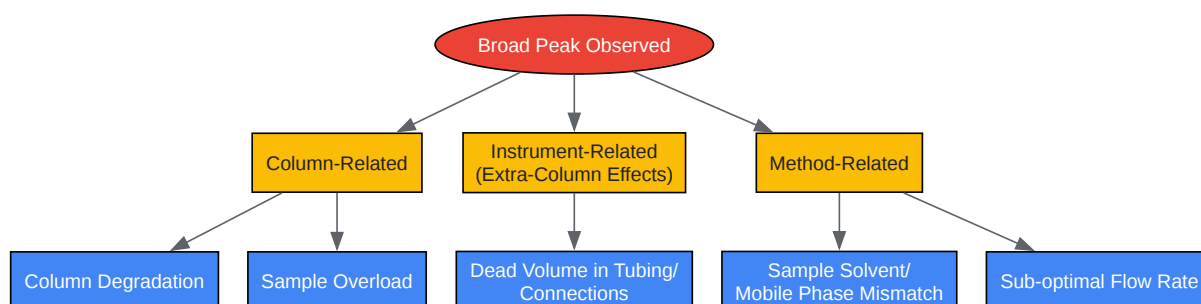 Broad Peak Observed
Column-Related
Instrument-Related
(Extra-Column Effects)
Method-Related
Column Degradation
Sample Overload
Dead Volume in Tubing/
Connections
Sample Solvent/
Mobile Phase Mismatch
Sub-optimal Flow Rate